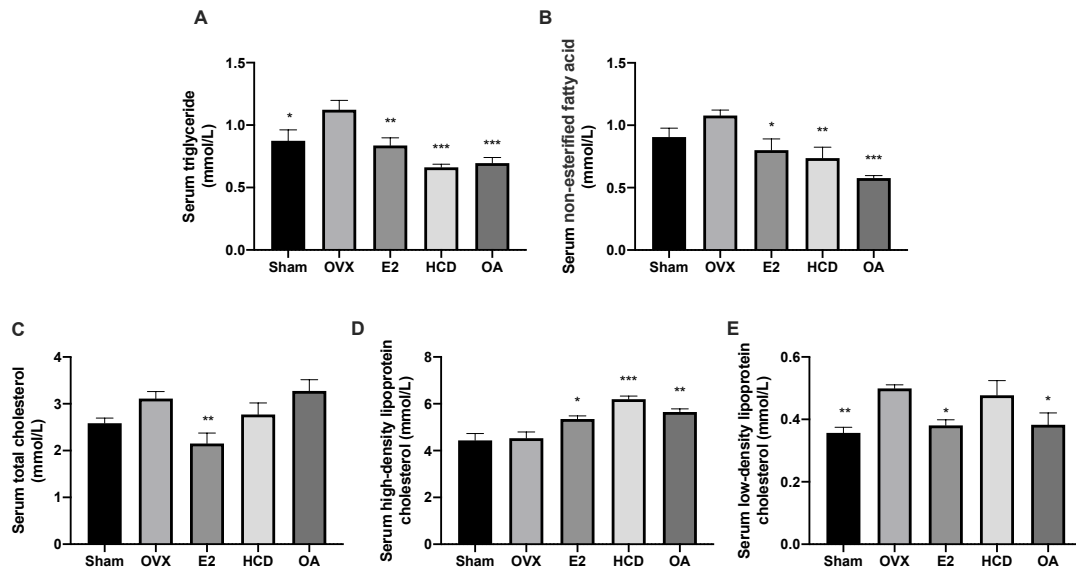 A
Serum triglyceride
(mmol/L)
1.5
1.0
0.5
0.0
*
**
***
***
Sham OVX E2 HCD OA
B
Serum non-esterified fatty acid
(mmol/L)
1.5
1.0
0.5
0.0
*
**
***
Sham OVX E2 HCD OA
C
Serum total cholesterol
(mmol/L)
4
3
2
1
0
**
Sham OVX E2 HCD OA
D
Serum high-density lipoprotein
cholesterol (mmol/L)
8
6
4
2
0
*
***
**
Sham OVX E2 HCD OA
E
Serum low-density lipoprotein
cholesterol (mmol/L)
0.6
0.4
0.2
0.0
**
*
*
Sham OVX E2 HCD OA